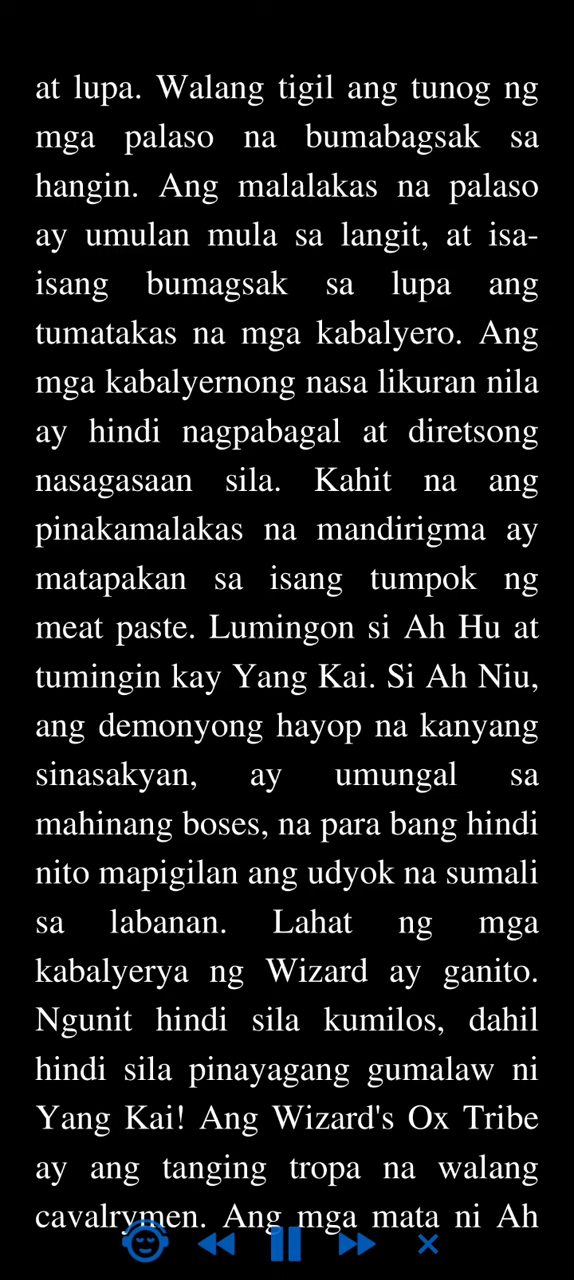 at lupa. Walang tigil ang tunog ng
mga palaso na bumabagsak sa
hangin. Ang malalakas na palaso
ay umulan mula sa langit, at isa-
isang bumagsak sa lupa ang
tumatakas na mga kabalyero. Ang
mga kabalyernong nasa likuran nila
ay hindi nagpabagal at diretsong
nasagasaan sila. Kahit na ang
pinakamalakas na mandirigma ay
matapakan sa isang tumpok ng
meat paste. Lumingon si Ah Hu at
tumingin kay Yang Kai. Si Ah Niu,
ang demonyong hayop na kanyang
sinasakyan, ay umungal sa
mahinang boses, na para bang hindi
nito mapigilan ang udyok na sumali
sa labanan. Lahat ng mga
kabalyerya ng Wizard ay ganito.
Ngunit hindi sila kumilos, dahil
hindi sila pinayagang gumalaw ni
Yang Kai! Ang Wizard's Ox Tribe
ay ang tanging tropa na walang
cavalrymen. Ang mga mata ni Ah